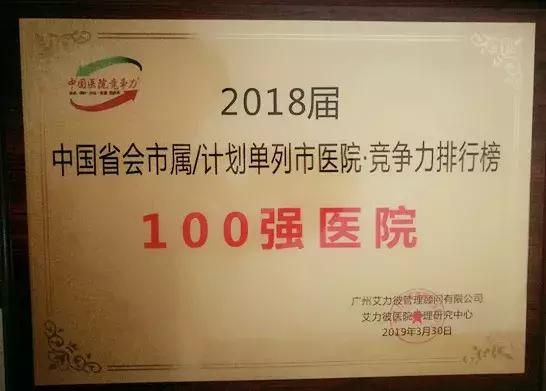 中国医院竞争力
2018届
中国省会市属/计划单列市医院·竞争力排行榜
100强医院
广州艾力彼管理顾问有限公司
艾力彼医院管理研究中心
2019年3月30日